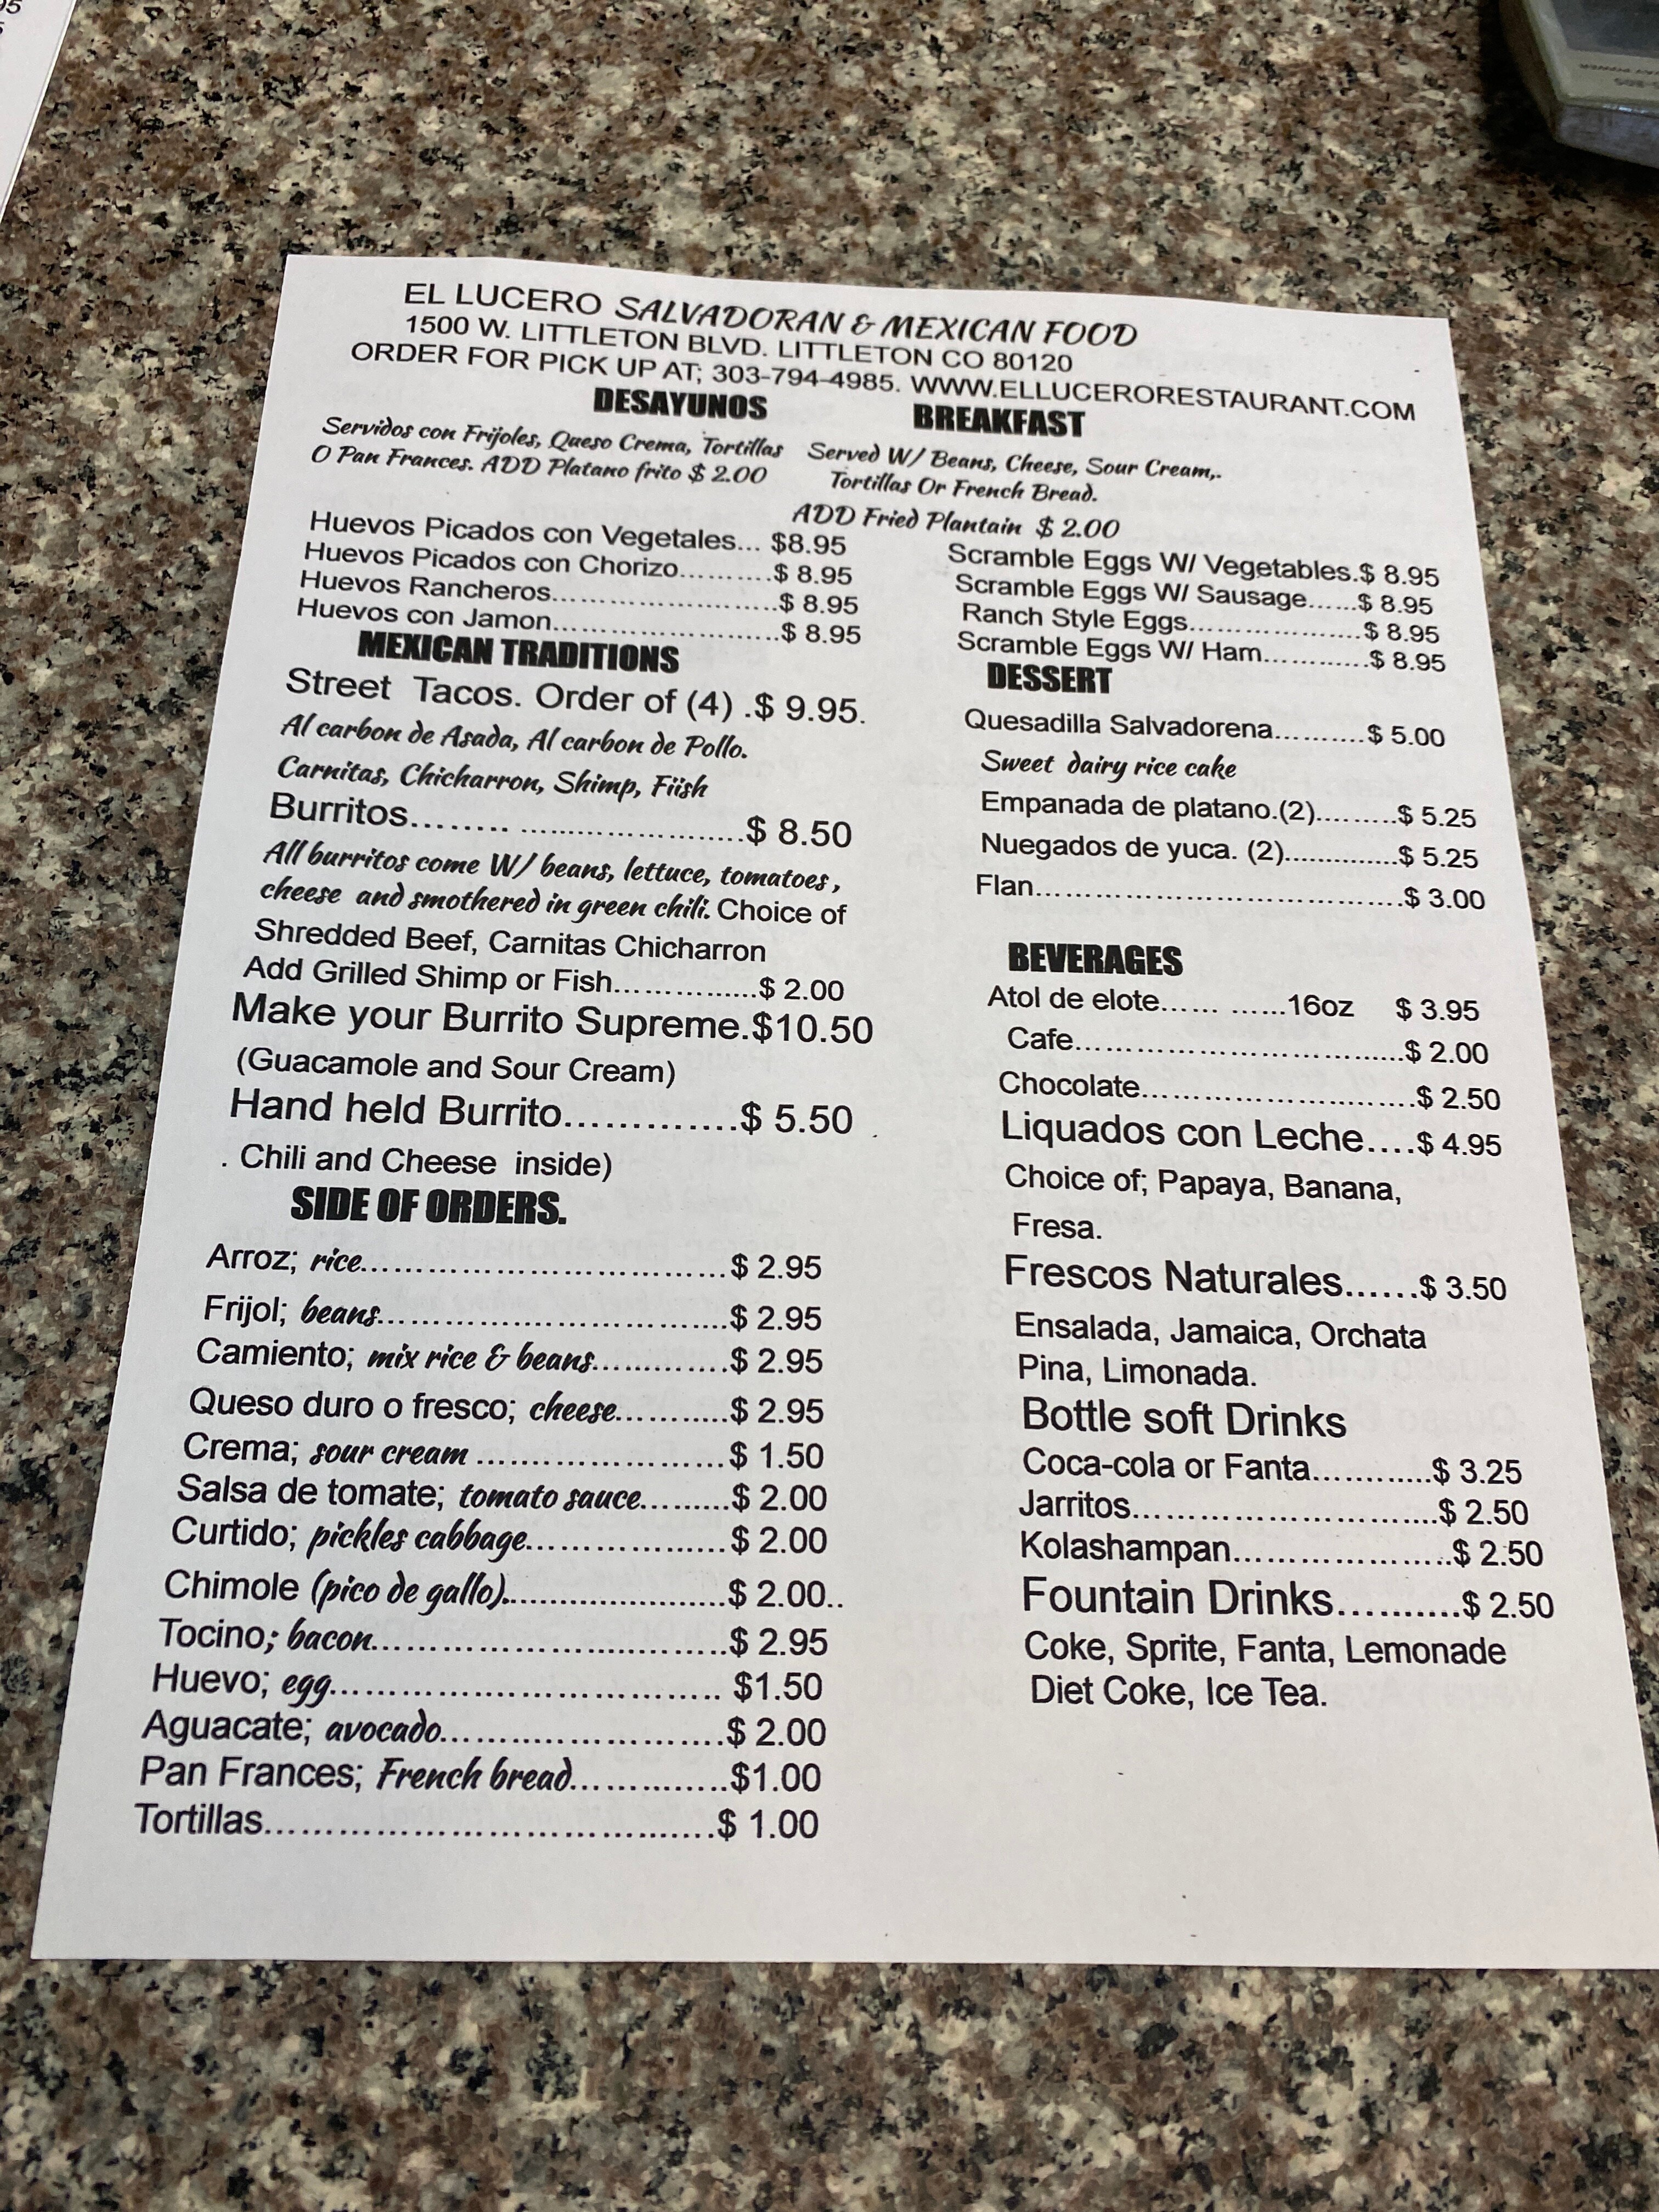 95
EL LUCERO SALVADORAN & MEXICAN FOOD
1500 W. LITTLETON BLVD. LITTLETON CO 80120
ORDER FOR PICK UP AT; 303-794-4985. WWW.ELLUCERORESTAURANT.COM
DESAYUNOS
Servidos con Frijoles, Queso Crema, Tortillas
O Pan Frances. ADD Platano frito $ 2.00
Huevos Picados con Vegetales... $8.95
Huevos Picados con Chorizo...........$ 8.95
Huevos Rancheros...........................$ 8.95
Huevos con Jamon...........................$ 8.95
MEXICAN TRADITIONS
Street Tacos. Order of (4) .$ 9.95.
Al carbon de Asada, Al carbon de Pollo.
Carnitas, Chicharron, Shimp, Fiish
Burritos........ ..........................$ 8.50
All burritos come W/ beans, lettuce, tomatoes,
cheese and smothered in green chili. Choice of
Shredded Beef, Carnitas Chicharron
Add Grilled Shimp or Fish................$ 2.00
Make your Burrito Supreme.$10.50
(Guacamole and Sour Cream)
Hand held Burrito..............$ 5.50
. Chili and Cheese inside)
SIDE OF ORDERS.
Arroz; rice.....................................$ 2.95
Frijol; beans...................................$ 2.95
Camiento; mix rice & beans.............$ 2.95
Queso duro o fresco; cheese...........$ 2.95
Crema; sour cream .........................$ 1.50
Salsa de tomate; tomato sauce.........$ 2.00
Curtido; pickles cabbage....................$ 2.00
Chimole (pico de gallo)......................$ 2.00..
Tocino; bacon...................................$ 2.95
Huevo; egg....................................... $1.50
Aguacate; avocado............................$ 2.00
Pan Frances; French bread...............$1.00
Tortillas............................................$ 1.00
BREAKFAST
Served W/ Beans, Cheese, Sour Cream,.
Tortillas Or French Bread.
ADD Fried Plantain $ 2.00
Scramble Eggs W/ Vegetables.$ 8.95
Scramble Eggs W/ Sausage......$ 8.95
Ranch Style Eggs.....................$ 8.95
Scramble Eggs W/ Ham.............$ 8.95
DESSERT
Quesadilla Salvadorena..........$ 5.00
Sweet dairy rice cake
Empanada de platano.(2).........$ 5.25
Nuegados de yuca. (2)..............$ 5.25
Flan.........................................$ 3.00
BEVERAGES
Atol de elote...... ......16oz $ 3.95
Cafe.....................................$ 2.00
Chocolate..............................$ 2.50
Liquados con Leche....$ 4.95
Choice of; Papaya, Banana,
Fresa.
Frescos Naturales......$ 3.50
Ensalada, Jamaica, Orchata
Pina, Limonada.
Bottle soft Drinks
Coca-cola or Fanta............$ 3.25
Jarritos...............................$ 2.50
Kolashampan......................$ 2.50
Fountain Drinks...........$ 2.50
Coke, Sprite, Fanta, Lemonade
Diet Coke, Ice Tea.